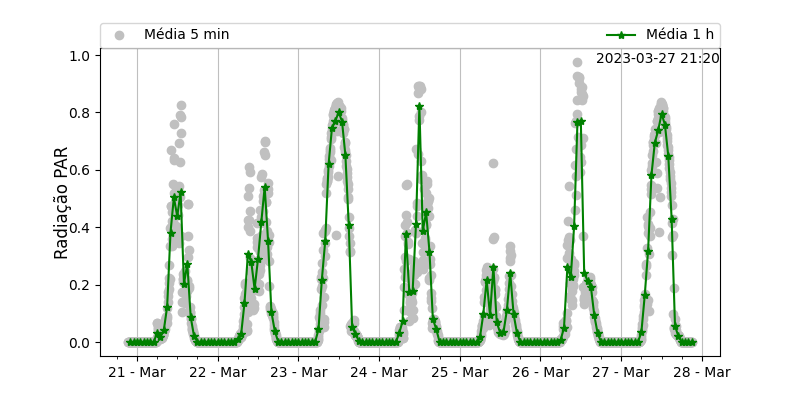 Média 5 min
Média 1 h
2023-03-27 21:20
Radiação PAR
1.0
0.8
0.6
0.4
0.2
0.0
21 - Mar
22 - Mar
23 - Mar
24 - Mar
25 - Mar
26 - Mar
27 - Mar
28 - Mar